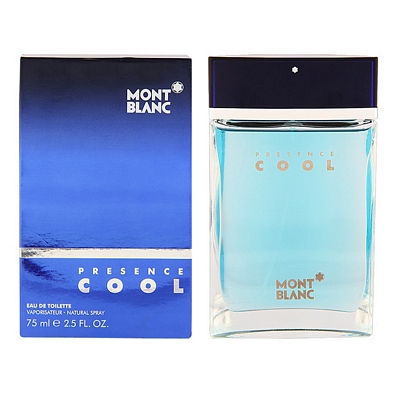 MONT
BLANC
PRESENCE
COOL
EAU DE TOILETTE
VAPORISATEUR - NATURAL SPRAY
75 ml e 2.5 FL. OZ.
PRESENCE
COOL
MONT
BLANC